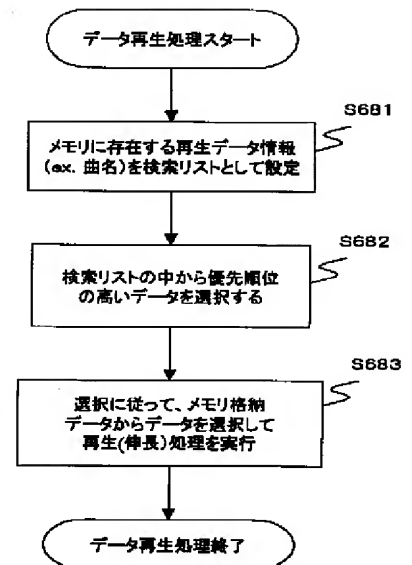 データ再生処理スタート
S681
メモリに存在する再生データ情報
(ex. 曲名)を検索リストとして設定
S682
検索リストの中から優先順位
の高いデータを選択する
S683
選択に従って、メモリ格納
データからデータを選択して
再生(伸長)処理を実行
データ再生処理終了